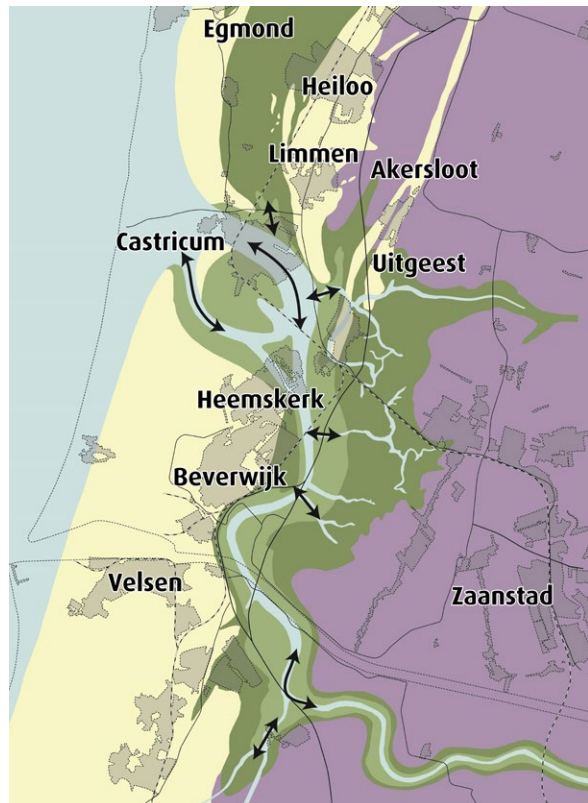 Egmond
Heiloo
Limmen
Akersloot
Castricum
Uitgeest
Heemskerk
Beverwijk
Velsen
Zaanstad